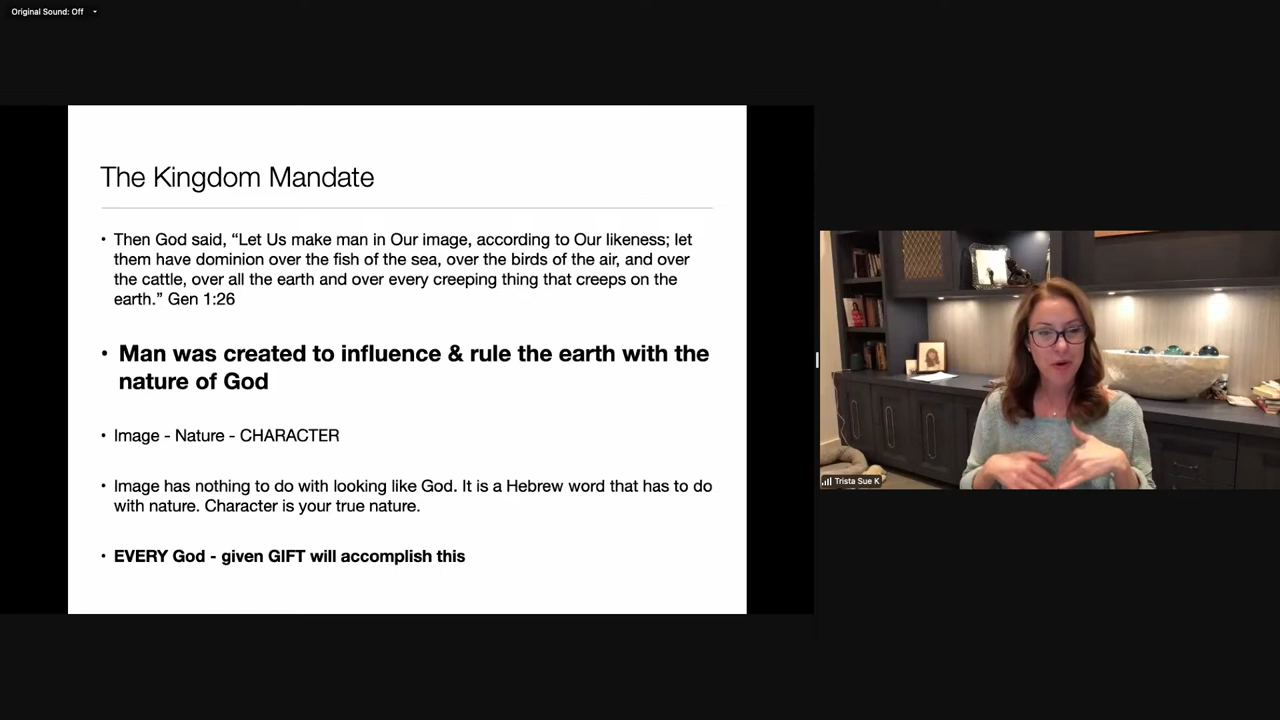 Original Sound: Off
The Kingdom Mandate
• Then God said, “Let Us make man in Our image, according to Our likeness; let
them have dominion over the fish of the sea, over the birds of the air, and over
the cattle, over all the earth and over every creeping thing that creeps on the
earth.” Gen 1:26
• Man was created to influence & rule the earth with the
nature of God
• Image - Nature - CHARACTER
• Image has nothing to do with looking like God. It is a Hebrew word that has to do
with nature. Character is your true nature.
• EVERY God - given GIFT will accomplish this
Trista Sue K